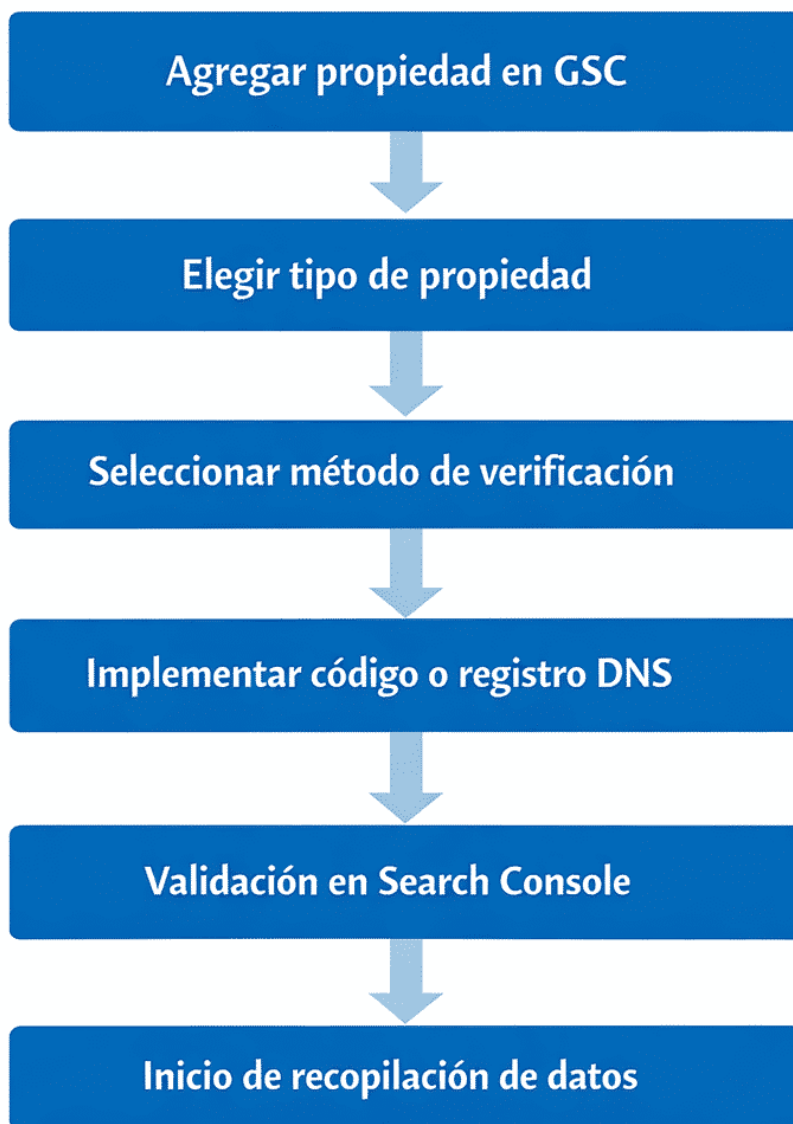 Agregar propiedad en GSC
Elegir tipo de propiedad
Seleccionar método de verificación
Implementar código o registro DNS
Validación en Search Console
Inicio de recopilación de datos